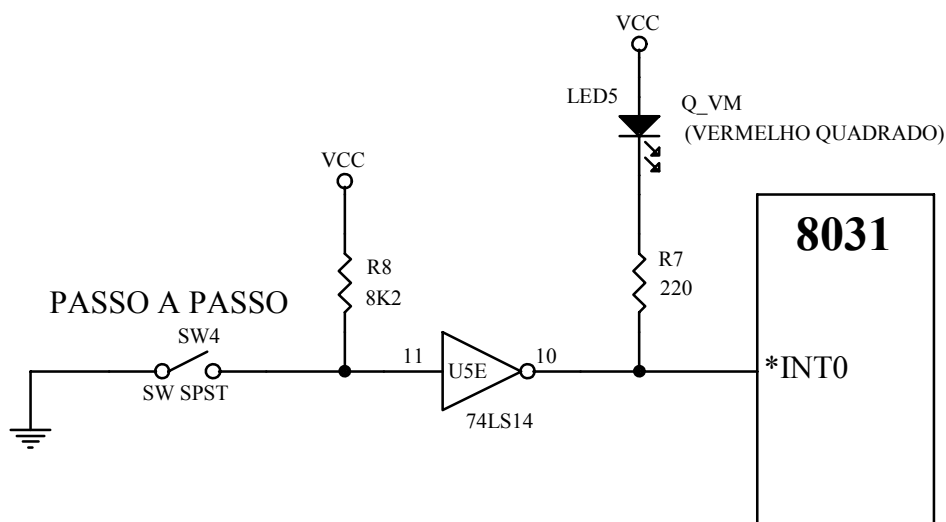 VCC
LED5
Q_VM
(VERMELHO QUADRADO)
VCC
8031
R8
8K2
R7
220
PASSO A PASSO
SW4
SW SPST
11
U5E
10
74LS14
*INT0